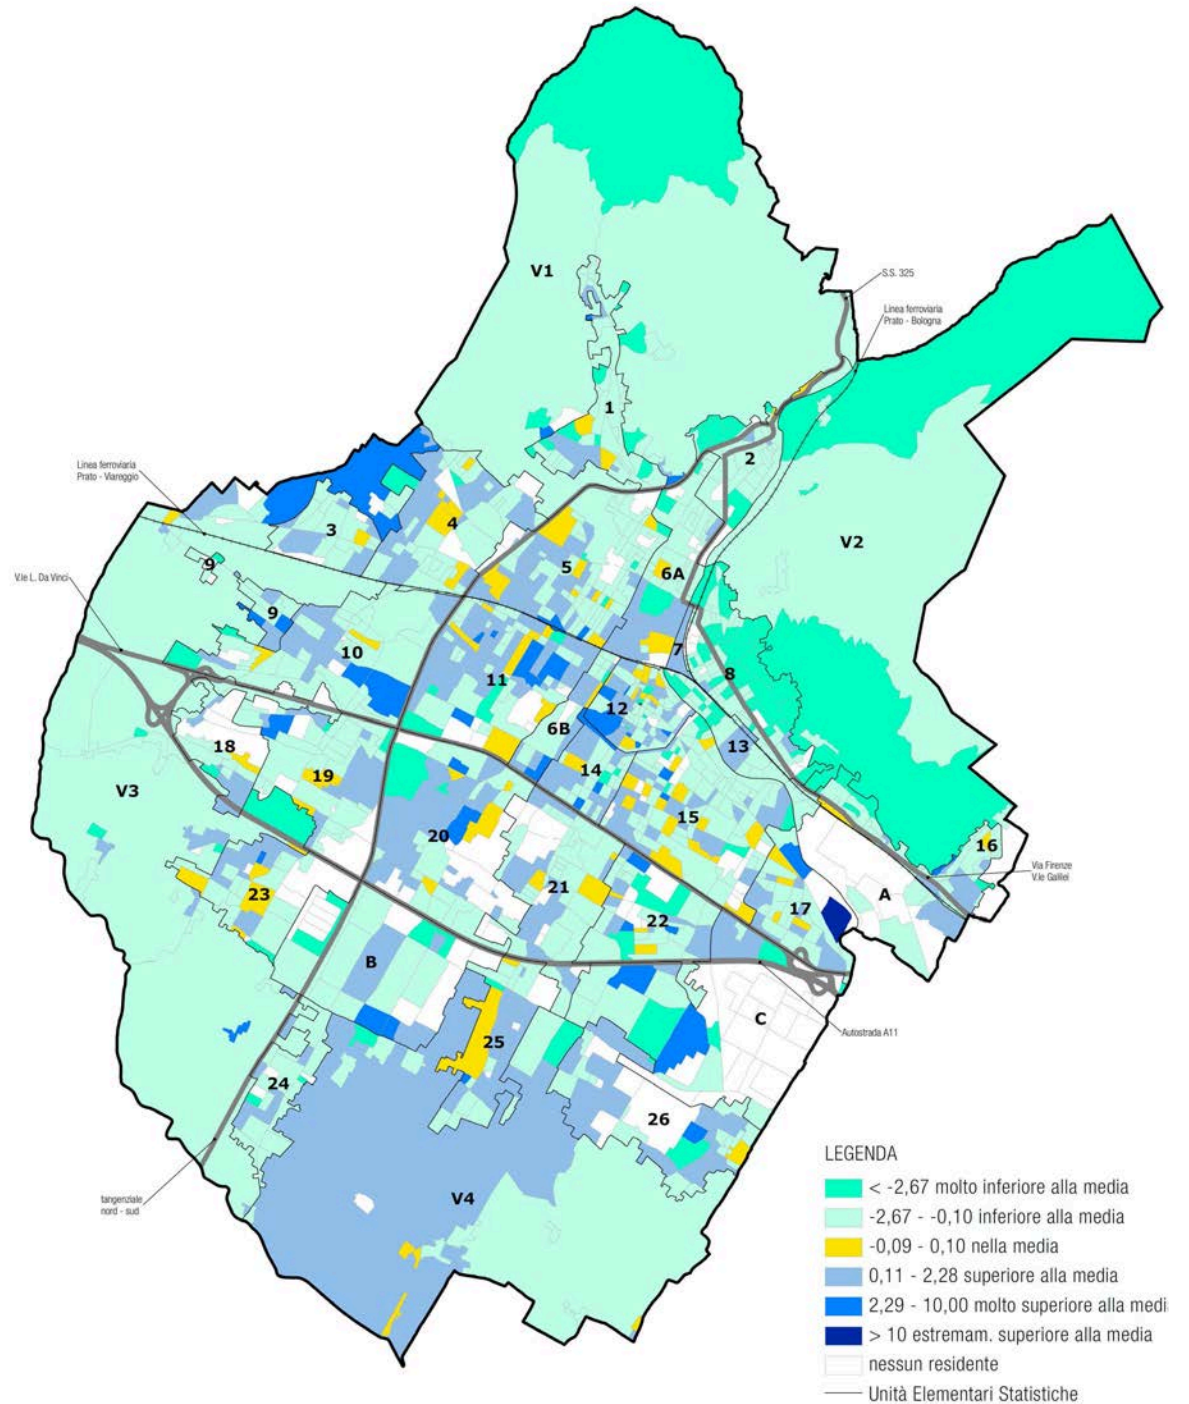 V1
S.S. 325
Linea ferroviaria
Prato - Bologna
1
2
Linea ferroviaria
Prato - Viareggio
3
4
V2
9
5
6A
V.le L. Da Vinci
9
10
7
11
8
12
6B
13
18
14
19
V3
15
20
16
Via Firenze
V.le Galilei
21
23
A
17
22
B
C
Autostrada A11
25
24
26
LEGENDA
< -2,67 molto inferiore alla media
V4
tangenziale
nord - sud
-2,67 - -0,10 inferiore alla media
-0,09 - 0,10 nella media
0,11 - 2,28 superiore alla media
2,29 - 10,00 molto superiore alla medi
> 10 estremam. superiore alla media
nessun residente
Unità Elementari Statistiche